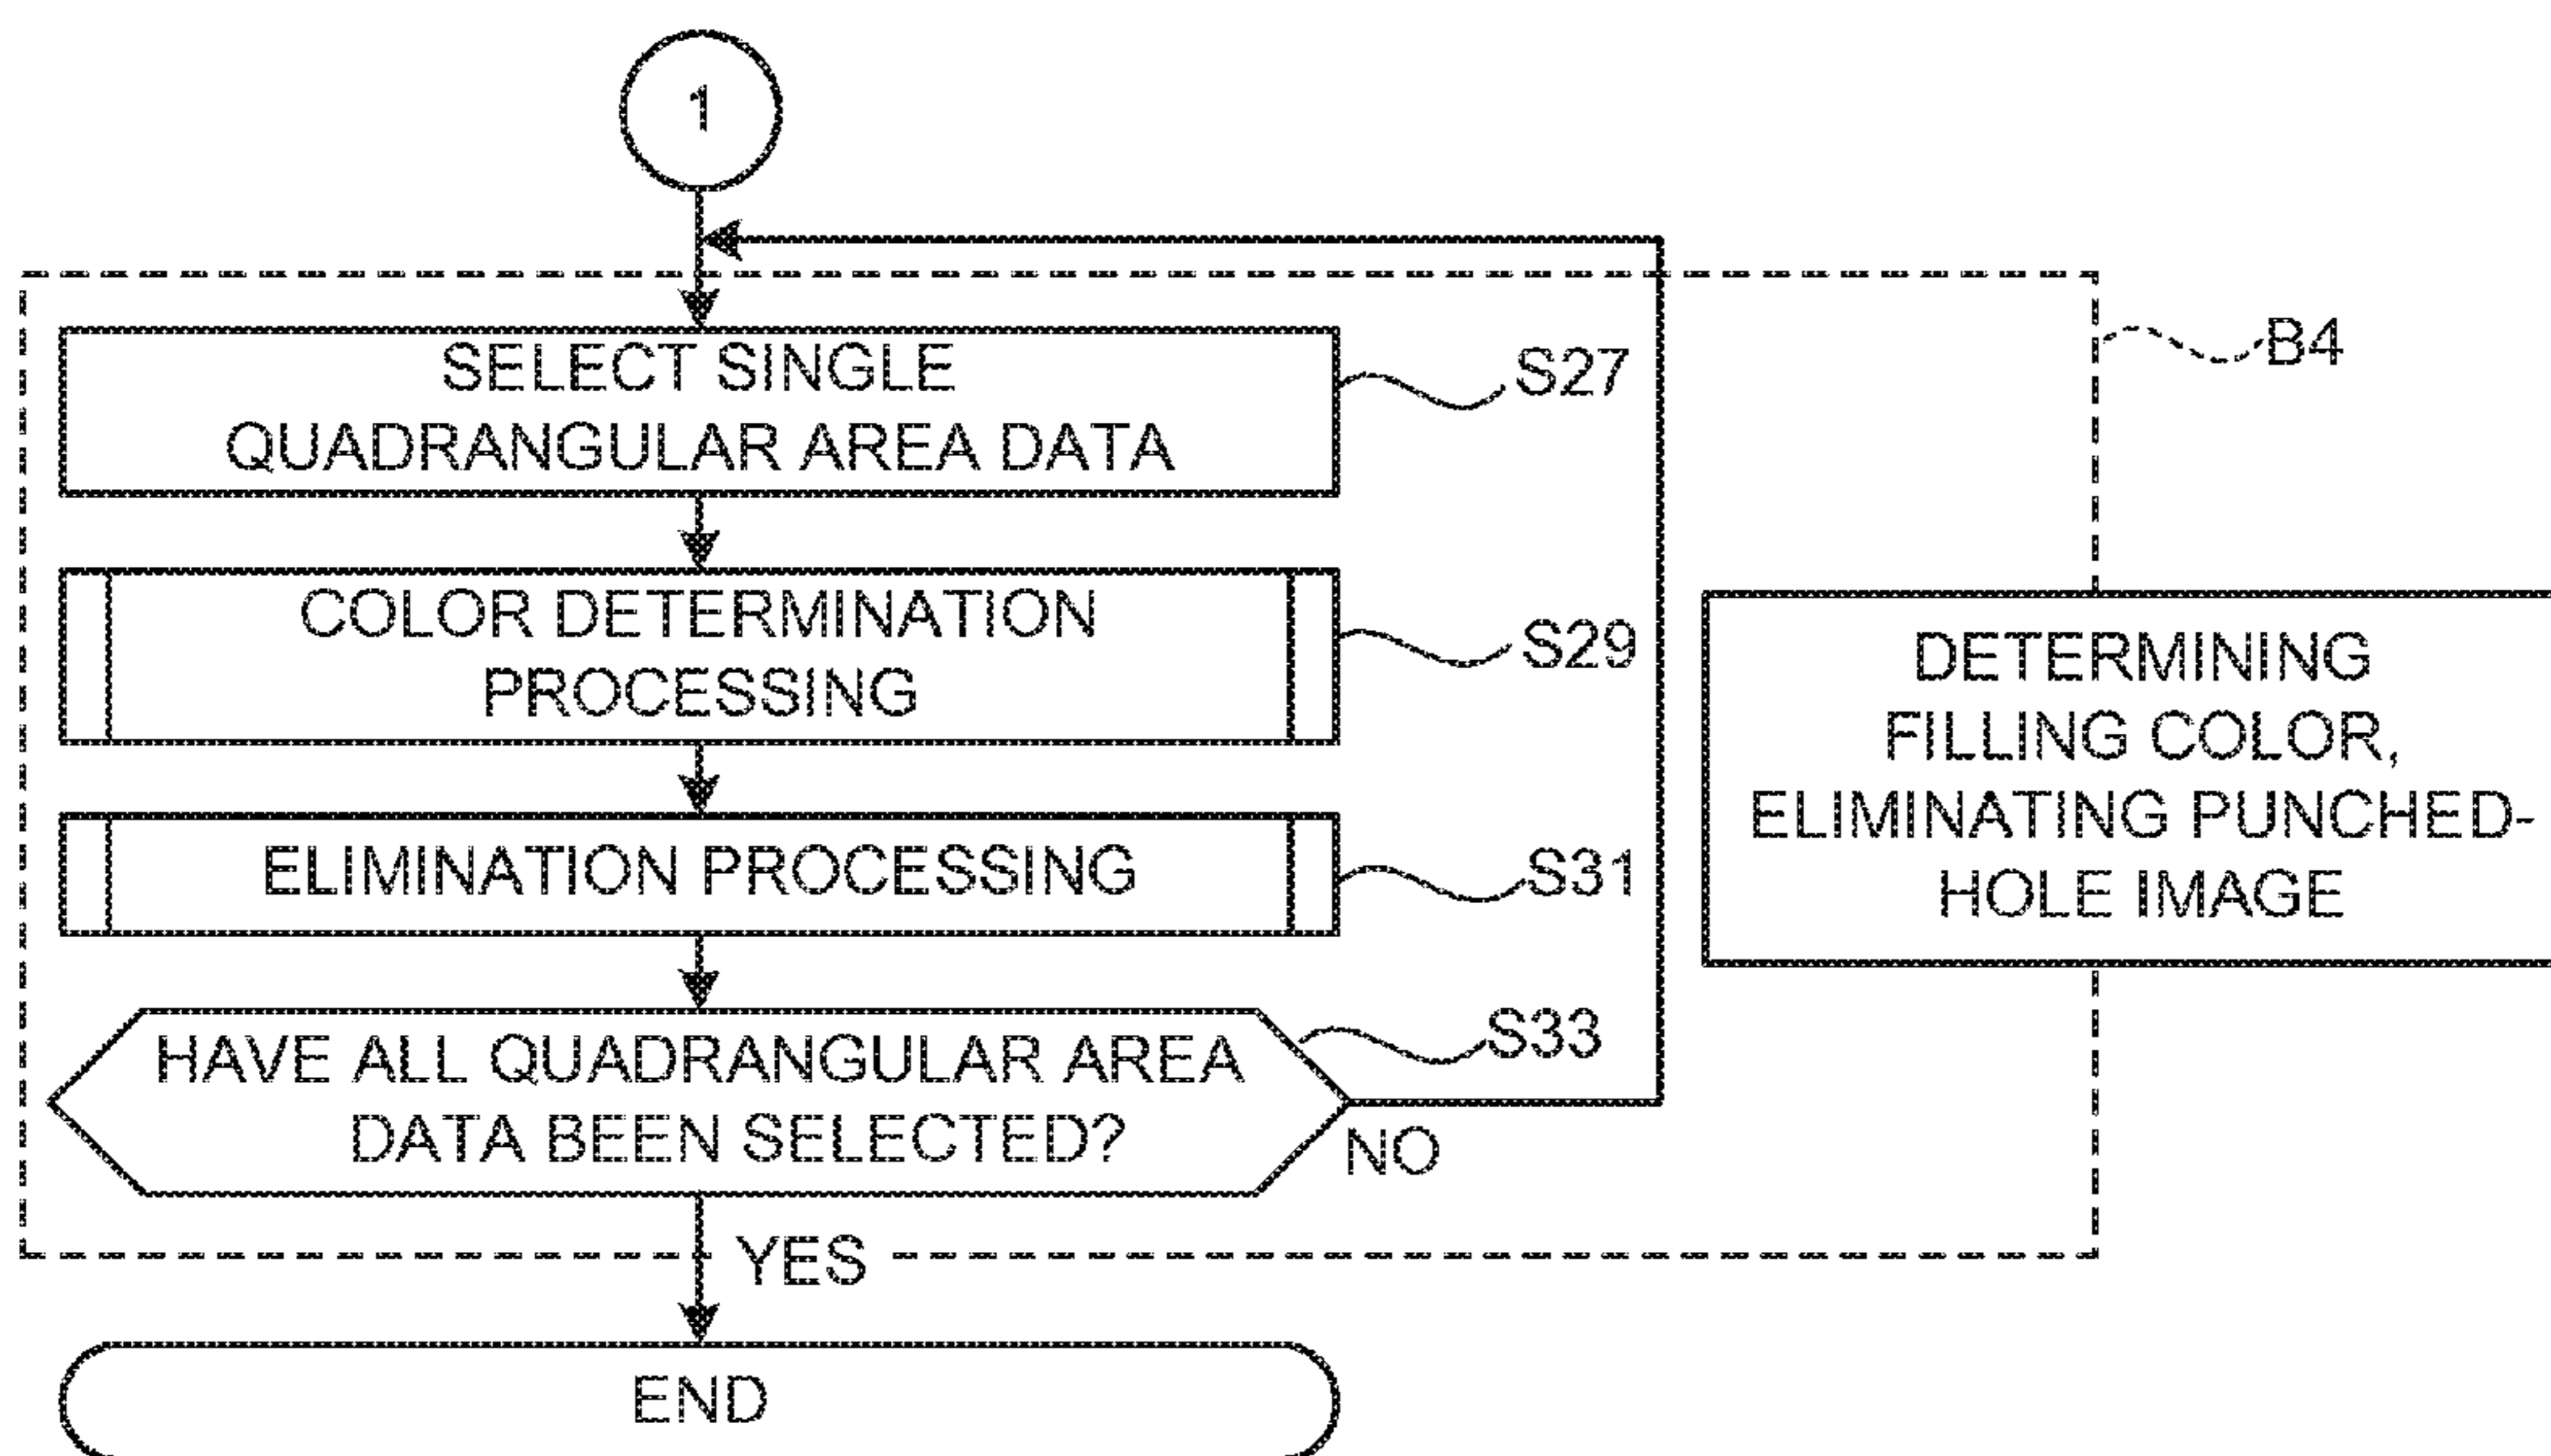 1
B4
SELECT SINGLE
QUADRANGULAR AREA DATA
S27
COLOR DETERMINATION
PROCESSING
S29
DETERMINING
FILLING COLOR,
ELIMINATING PUNCHED-
HOLE IMAGE
ELIMINATION PROCESSING
S31
HAVE ALL QUADRANGULAR AREA
DATA BEEN SELECTED?
S33
NO
YES
END